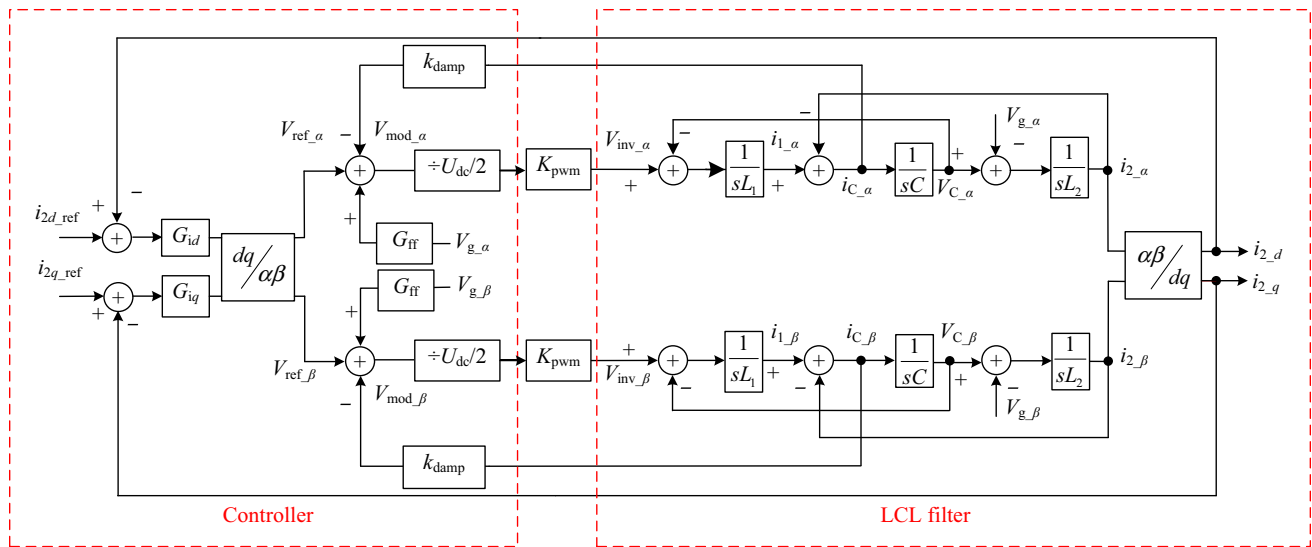 k_damp
V_ref_α
−
V_mod_α
÷U_dc/2
K_pwm
V_inv_α
+
−
+
1/sL_1
i_1_α
+
−
+
i_C_α
1/sC
+
V_C_α
V_g_α
−
+
1/sL_2
i_2_α
+
+
G_ff
V_g_α
−
+
i_2d_ref
+
G_id
dq/αβ
αβ/dq
i_2_d
i_2q_ref
+
+
−
G_iq
i_2_q
G_ff
V_g_β
+
+
V_ref_β
V_mod_β
−
÷U_dc/2
K_pwm
+
V_inv_β
+
−
1/sL_1
i_1_β
+
+
−
i_C_β
1/sC
V_C_β
+
+
−
V_g_β
1/sL_2
i_2_β
k_damp
Controller
LCL filter